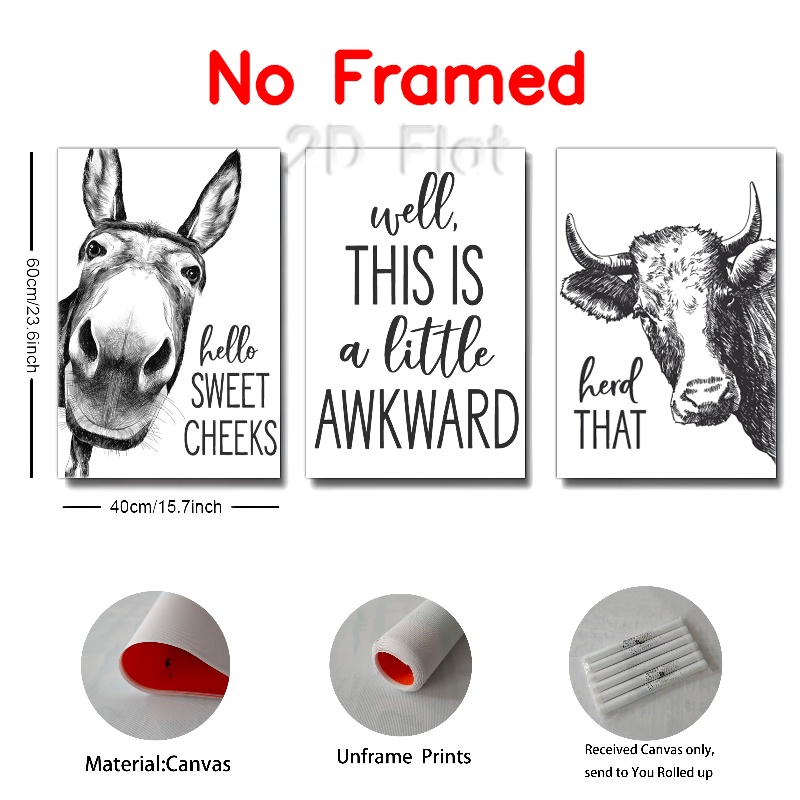 No Framed
2D Flat
60cm/23.6inch
hello
SWEET
CHEEKS
well,
THIS IS
a little
AWKWARD
herd
THAT
40cm/15.7inch
Material:Canvas
Unframe Prints
Received Canvas only,
send to You Rolled up